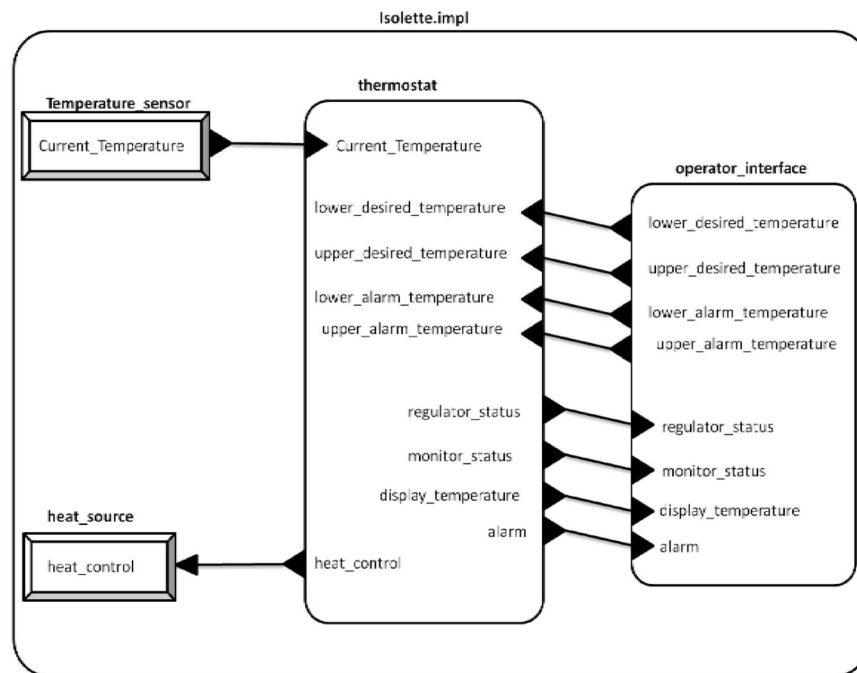 Isolette.impl
Temperature_sensor
Current_Temperature
thermostat
Current_Temperature
lower_desired_temperature
upper_desired_temperature
lower_alarm_temperature
upper_alarm_temperature
regulator_status
monitor_status
display_temperature
alarm
heat_control
operator_interface
lower_desired_temperature
upper_desired_temperature
lower_alarm_temperature
upper_alarm_temperature
regulator_status
monitor_status
display_temperature
alarm
heat_source
heat_control